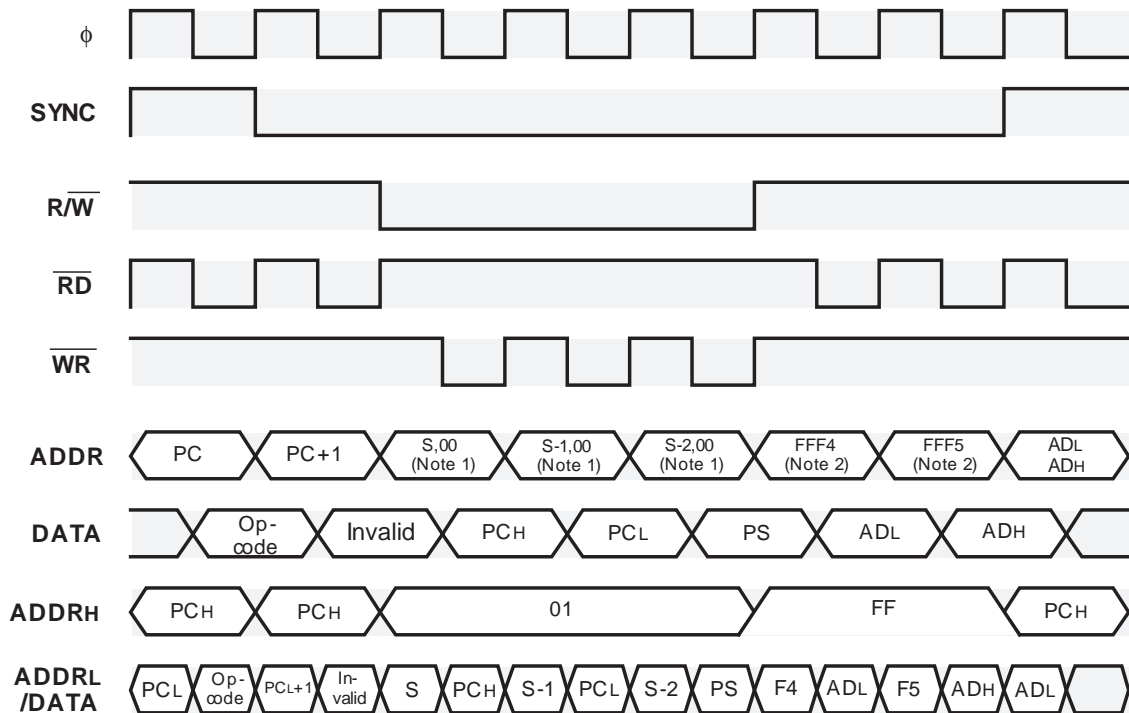 ϕ
SYNC
R/W
RD
WR
ADDR
PC
PC+1
S,00
(Note 1)
S-1,00
(Note 1)
S-2,00
(Note 1)
FFF4
(Note 2)
FFF5
(Note 2)
ADL
ADH
DATA
Op-
code
Invalid
PCH
PCL
PS
ADL
ADH
ADDRH
PCH
PCH
01
FF
PCH
ADDRL
/DATA
PCL
Op-
code
PCL+1
In-
valid
S
PCH
S-1
PCL
S-2
PS
F4
ADL
F5
ADH
ADL